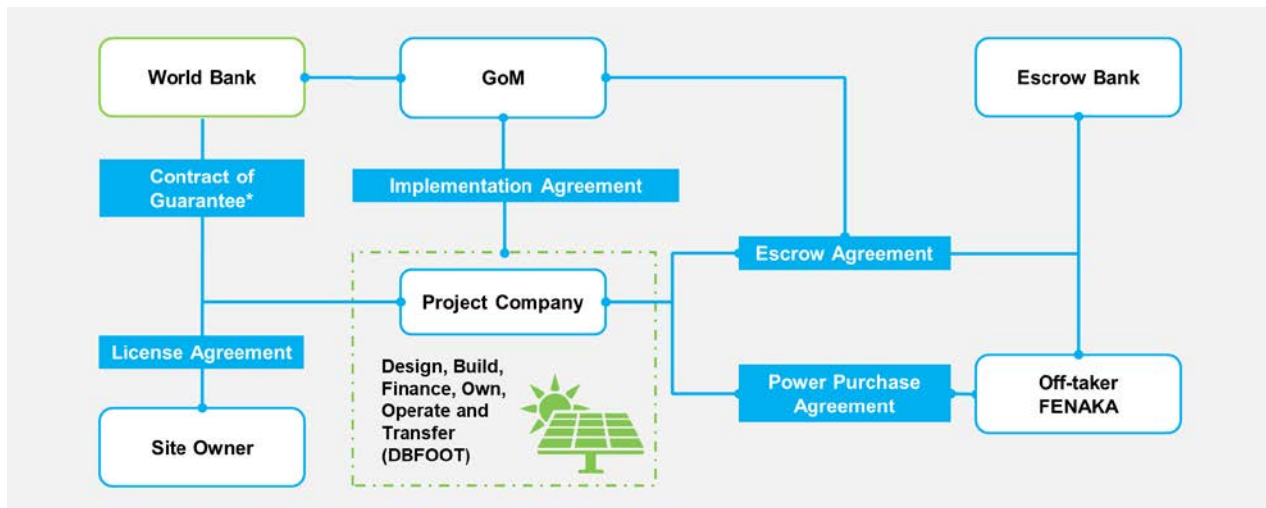 World Bank
GoM
Escrow Bank
Contract of
Guarantee*
Implementation Agreement
Escrow Agreement
Project Company
License Agreement
Design, Build,
Finance, Own,
Operate and
Transfer
(DBFOOT)
Power Purchase
Agreement
Off-taker
FENAKA
Site Owner